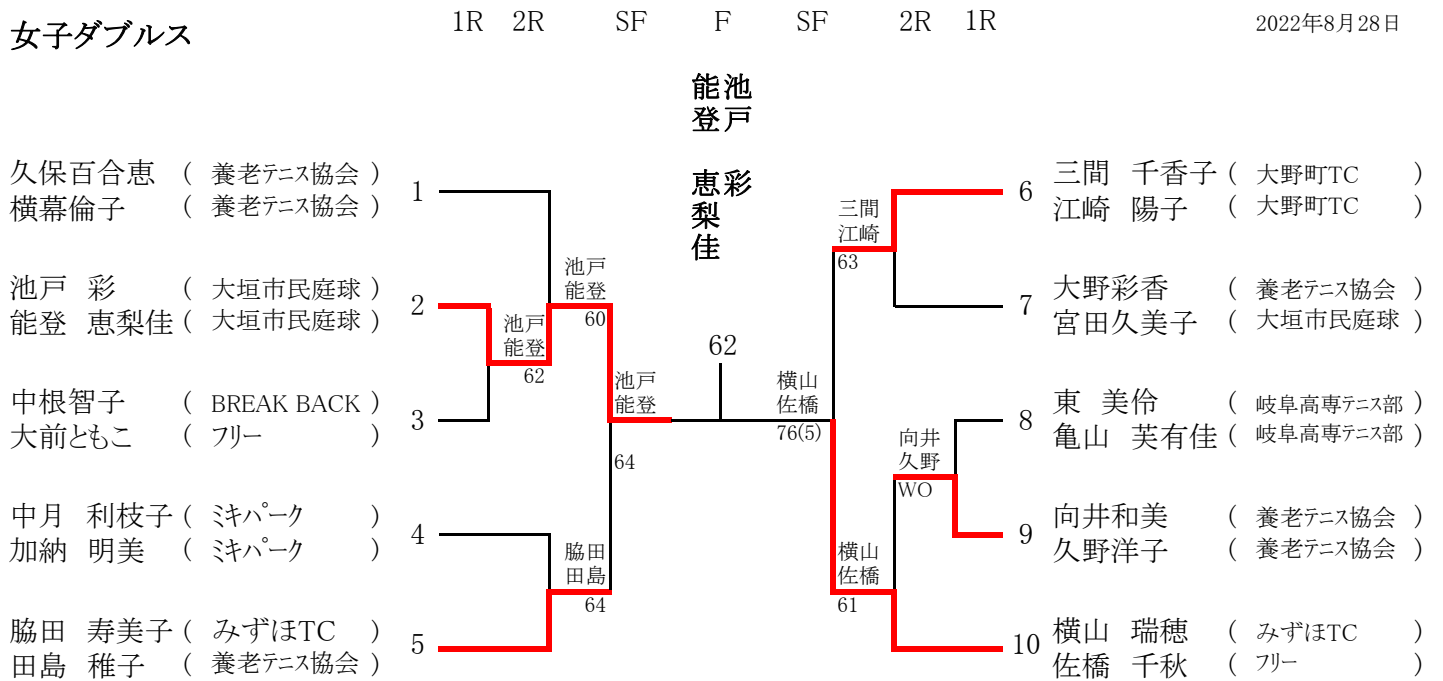 女子ダブルス
1R 2R SF F SF 2R 1R
2022年8月28日
池戸 彩
能登 恵梨佳
久保百合恵 ( 養老テニス協会 )
横幕倫子 ( 養老テニス協会 )
1
池戸 彩 ( 大垣市民庭球 )
能登 恵梨佳 ( 大垣市民庭球 )
2
中根智子 ( BREAK BACK )
大前ともこ ( フリー )
3
中月 利枝子 ( ミキパーク )
加納 明美 ( ミキパーク )
4
脇田 寿美子 ( みずほTC )
田島 稚子 ( 養老テニス協会 )
5
池戸
能登
62
池戸
能登
60
脇田
田島
64
池戸
能登
64
62
横山
佐橋
76(5)
三間
江崎
63
向井
久野
WO
横山
佐橋
61
6
三間 千香子 ( 大野町TC )
江崎 陽子 ( 大野町TC )
7
大野彩香 ( 養老テニス協会 )
宮田久美子 ( 大垣市民庭球 )
8
東 美伶 ( 岐阜高専テニス部 )
亀山 芙有佳 ( 岐阜高専テニス部 )
9
向井和美 ( 養老テニス協会 )
久野洋子 ( 養老テニス協会 )
10
横山 瑞穂 ( みずほTC )
佐橋 千秋 ( フリー )